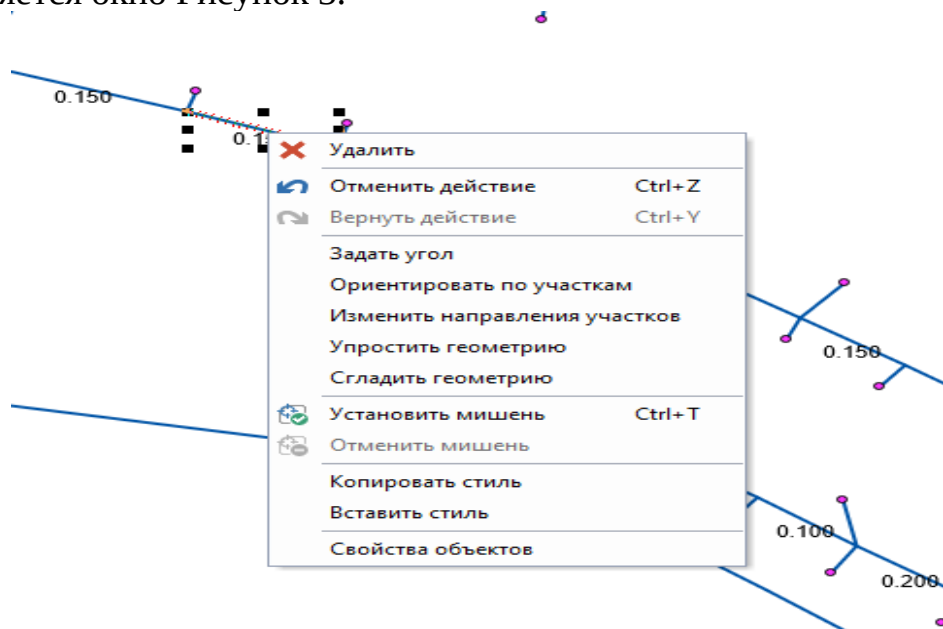 окно Рисунок
0.150
Удалить
Отменить действие Ctrl+Z
Вернуть действие Ctrl+Y
Задать угол
Ориентировать по участкам
Изменить направления участков
Упростить геометрию
Сгладить геометрию
0.150
Установить мишень Ctrl+T
Отменить мишень
Копировать стиль
Вставить стиль
0.100
Свойства объектов
0.200